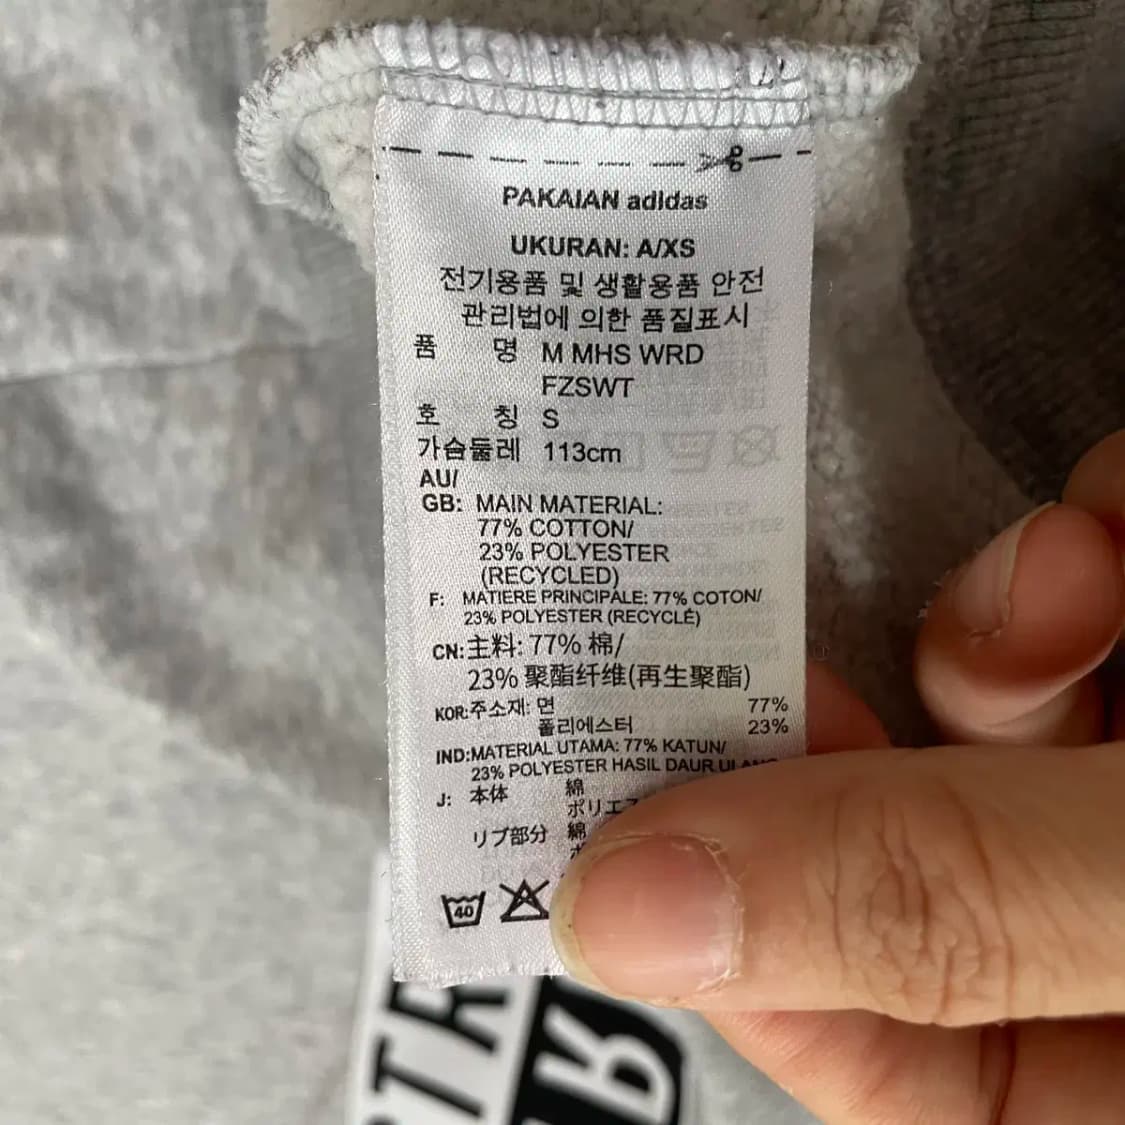 PAKAIAN adidas
UKURAN: A/XS
전기용품 및 생활용품 안전
관리법에 의한 품질표시
품 명 M MHS WRD
FZSWT
호 칭 S
가슴둘레 113cm
AU/
GB: MAIN MATERIAL:
77% COTTON/
23% POLYESTER
(RECYCLED)
F: MATIERE PRINCIPALE: 77% COTON/
23% POLYESTER (RECYCLÉ)
CN:主料: 77% 棉/
23% 聚酯纤维(再生聚酯)
KOR:주소재: 면 77%
폴리에스터 23%
IND:MATERIAL UTAMA: 77% KATUN/
23% POLYESTER HASIL DAUR
J: 本体 綿
リブ部分 綿
40